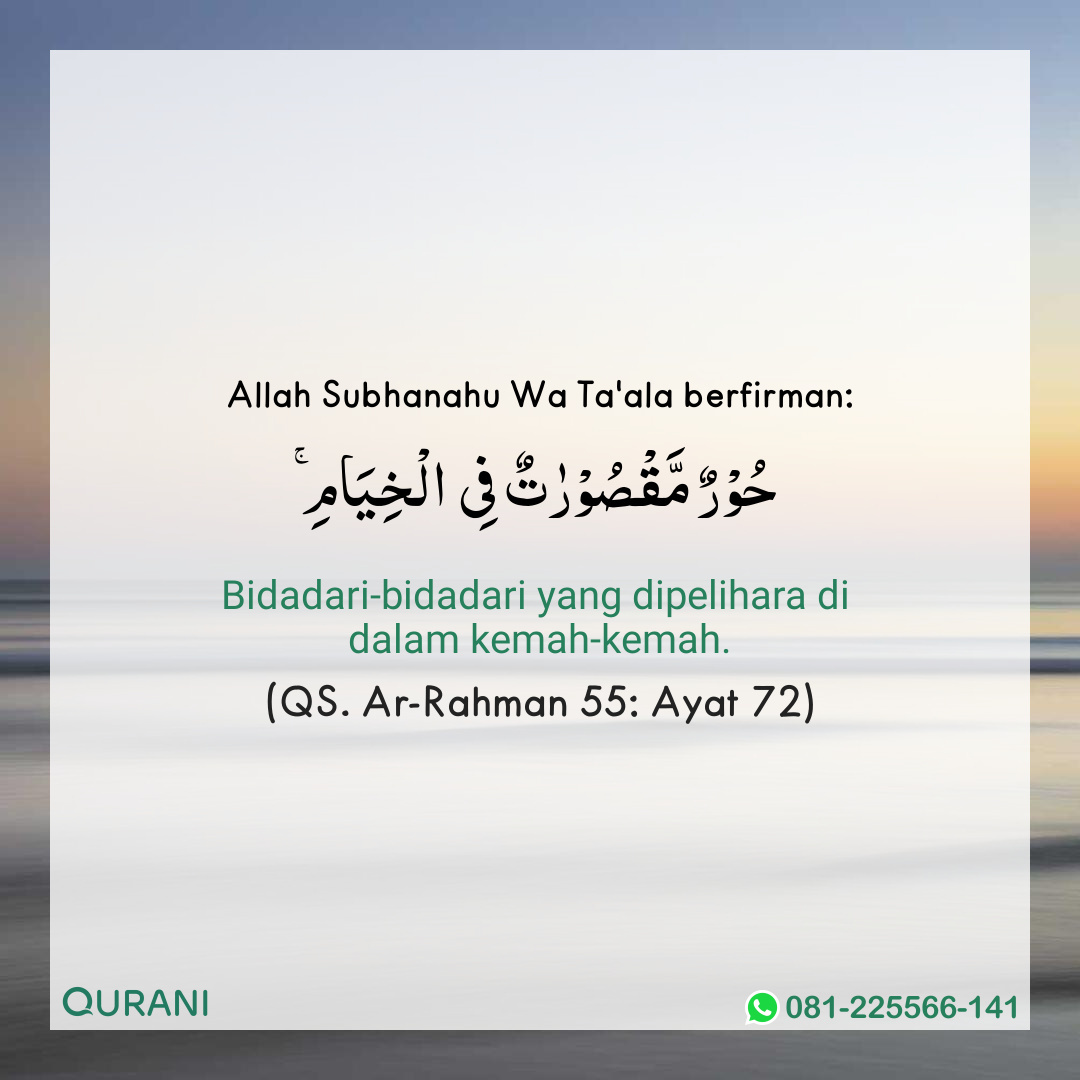 Allah Subhanahu Wa Ta'ala berfirman:
حُوْرٌ مَّقْصُوْرٰتٌ فِى الْخِيَامِ ۚ
Bidadari-bidadari yang dipelihara di
dalam kemah-kemah.
(QS. Ar-Rahman 55: Ayat 72)
QURANI
081-225566-141